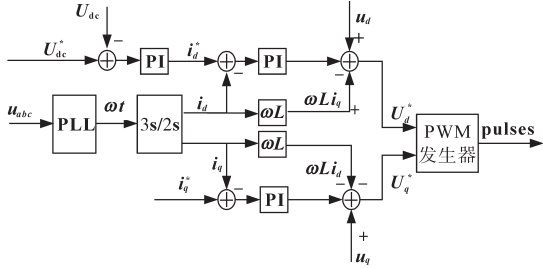 U_dc
−
U*_dc
PI
i*_d
−
PI
u_d
+
−
+
u_abc
PLL
ωt
3s/2s
i_d
ωL
ωLi_q
U*_d
PWM
发生器
pulses
ωL
i_q
ωLi_d
i*_q
−
PI
−
−
U*_q
+
u_q